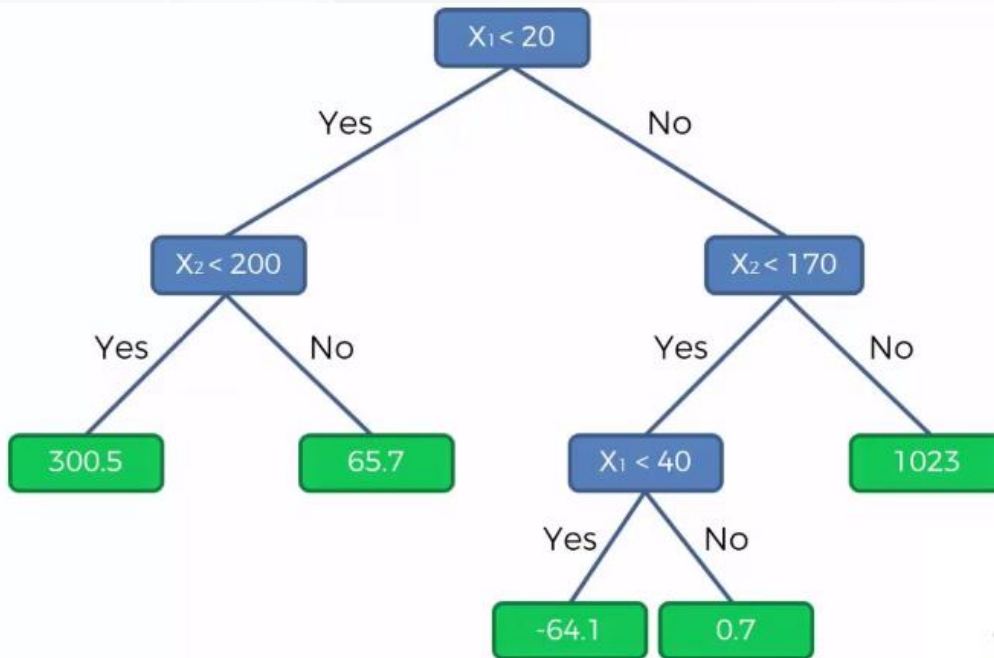 X₁ < 20
Yes
No
X₂ < 200
X₂ < 170
Yes
No
Yes
No
300.5
65.7
X₁ < 40
1023
Yes
No
-64.1
0.7